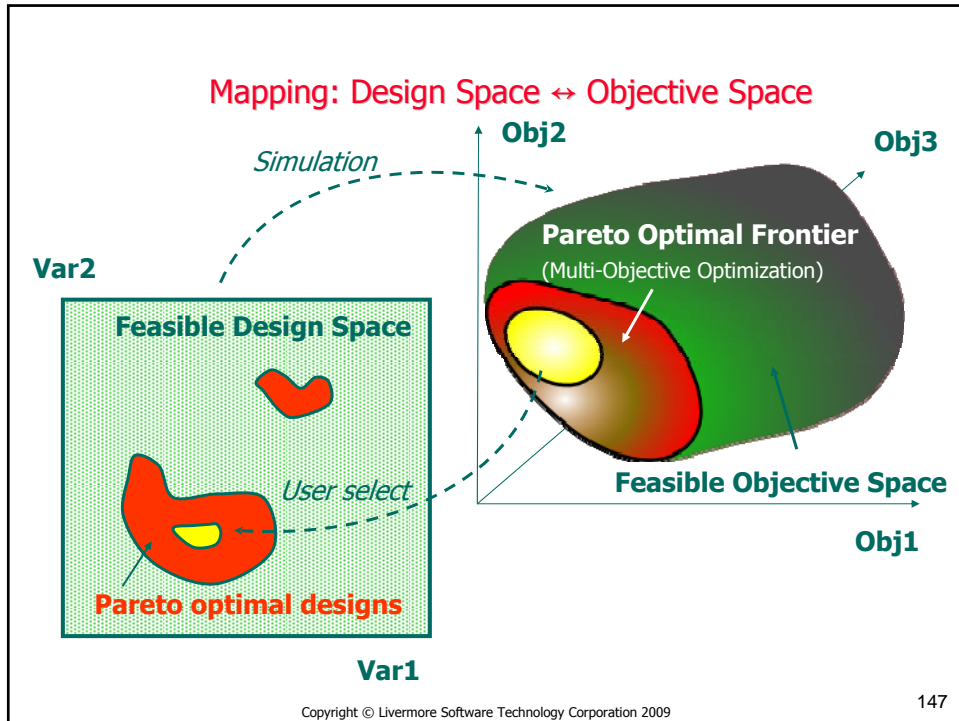 Mapping: Design Space ↔ Objective Space
Obj2
Obj3
Simulation
Pareto Optimal Frontier
(Multi-Objective Optimization)
Var2
Feasible Design Space
User select
Feasible Objective Space
Obj1
Pareto optimal designs
Var1
Copyright © Livermore Software Technology Corporation 2009
147